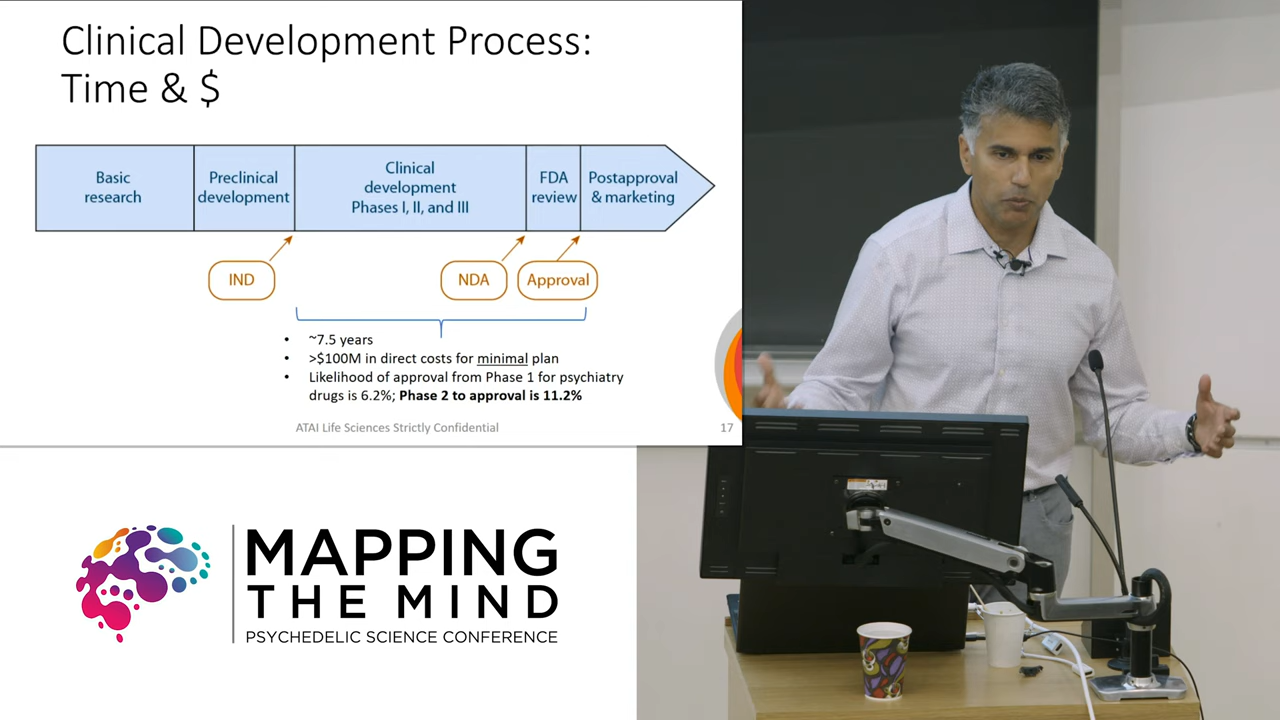 Clinical Development Process:
Time & $
Basic
research
Preclinical
development
Clinical
development
Phases I, II, and III
FDA
review
Postapproval
& marketing
IND
NDA
Approval
• ~7.5 years
• >$100M in direct costs for minimal plan
• Likelihood of approval from Phase 1 for psychiatry
drugs is 6.2%; Phase 2 to approval is 11.2%
ATAI Life Sciences Strictly Confidential
17
MAPPING
THE MIND
PSYCHEDELIC SCIENCE CONFERENCE